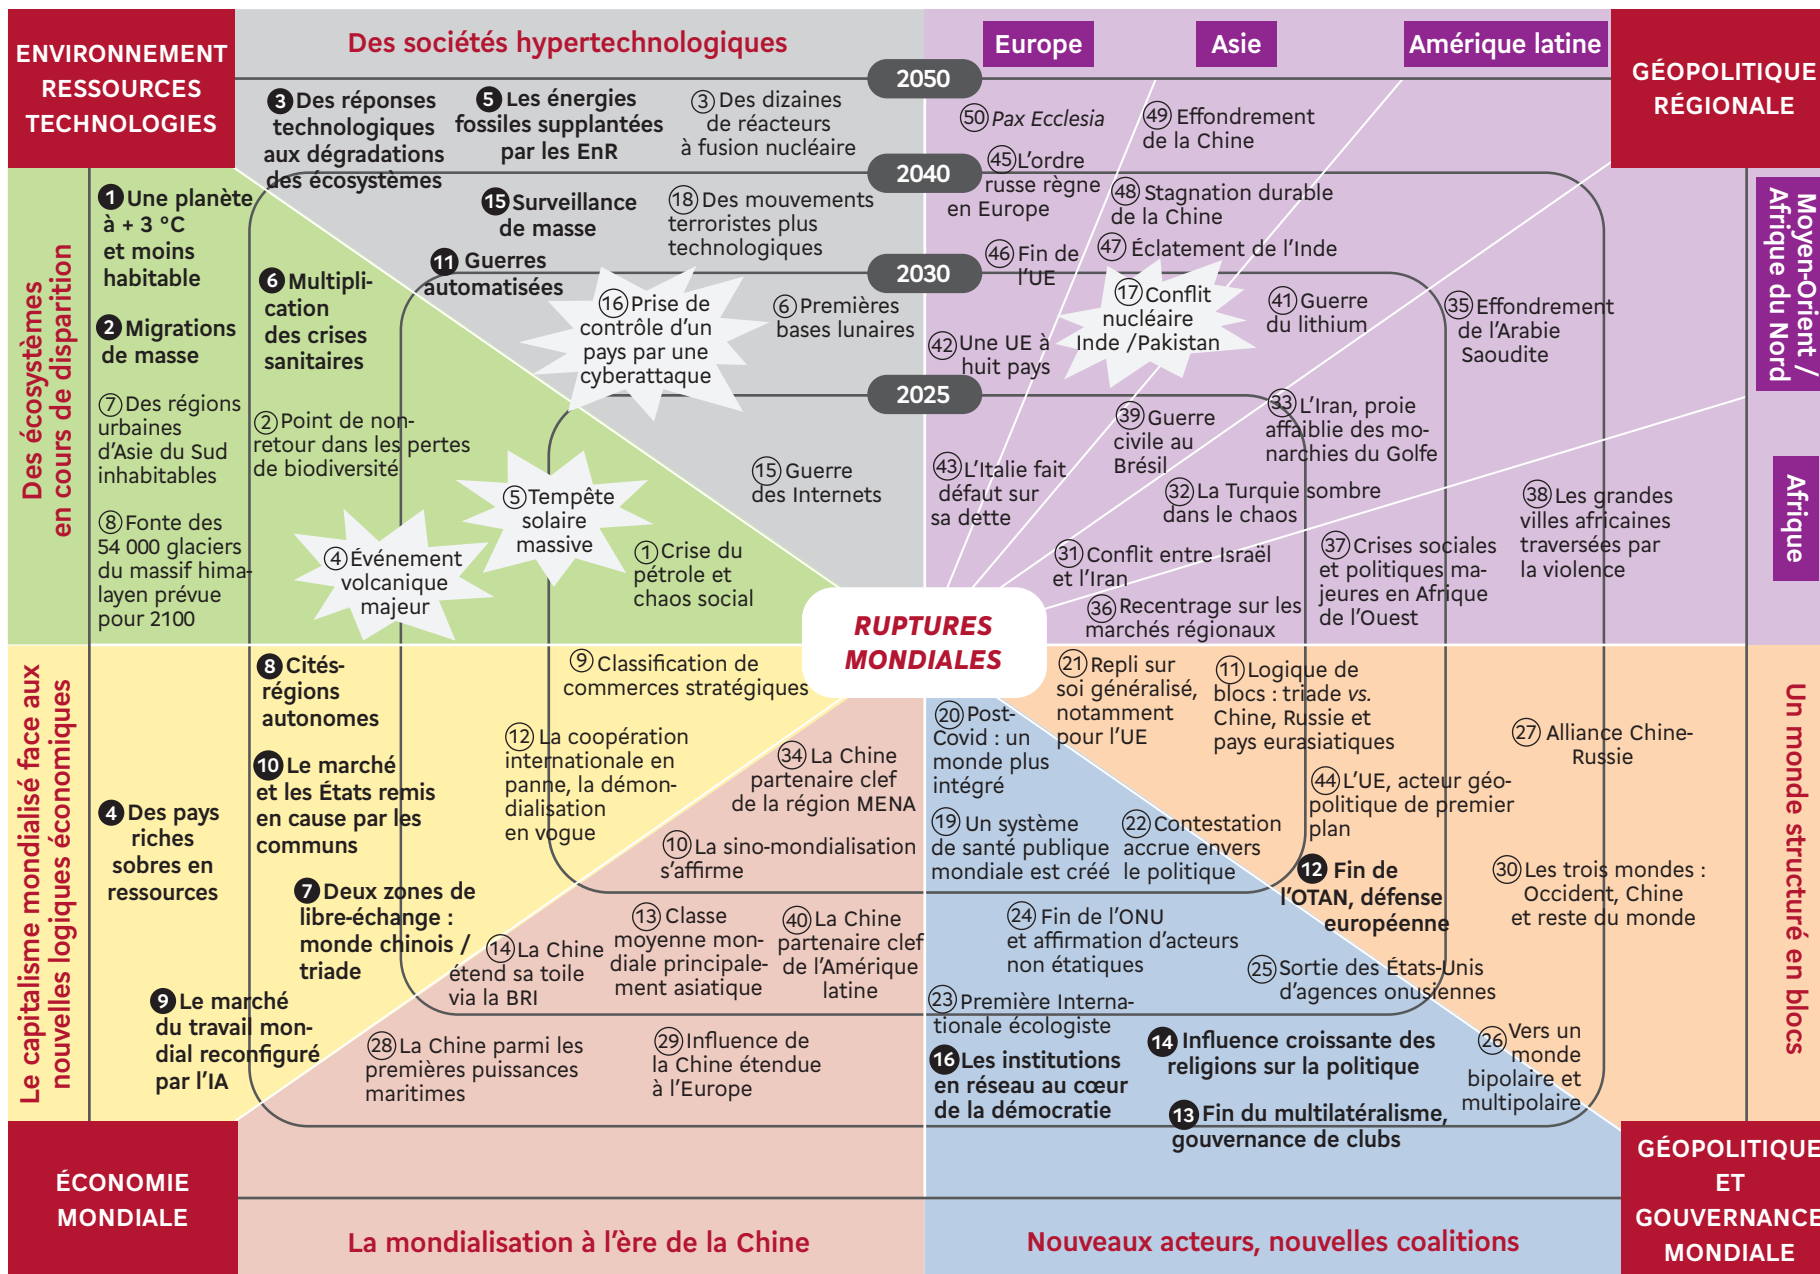 ENVIRONNEMENT
RESSOURCES
TECHNOLOGIES
Des sociétés hypertechnologiques
Europe
Asie
Amérique latine
GÉOPOLITIQUE
RÉGIONALE
Moyen-Orient /
Afrique du Nord
Afrique
2050
2040
2030
2025
3 Des réponses
technologiques
aux dégradations
des écosystèmes
5 Les énergies
fossiles supplantées
par les EnR
3 Des dizaines
de réacteurs
à fusion nucléaire
15 Surveillance
de masse
18 Des mouvements
terroristes plus
technologiques
11 Guerres
automatisées
16 Prise de
contrôle d'un
pays par une
cyberattaque
6 Premières
bases lunaires
15 Guerre
des Internets
Des écosystèmes
en cours de disparition
1 Une planète
à + 3 °C
et moins
habitable
2 Migrations
de masse
7 Des régions
urbaines
d'Asie du Sud
inhabitables
8 Fonte des
54 000 glaciers
du massif hima-
layen prévue
pour 2100
6 Multipli-
cation
des crises
sanitaires
2 Point de non-
retour dans les pertes
de biodiversité
5 Tempête
solaire
massive
4 Événement
volcanique
majeur
1 Crise du
pétrole et
chaos social
50 Pax Ecclesia
49 Effondrement
de la Chine
45 L'ordre
russe règne
en Europe
48 Stagnation durable
de la Chine
46 Fin de
l'UE
47 Éclatement de l'Inde
17 Conflit
nucléaire
Inde /Pakistan
41 Guerre
du lithium
35 Effondrement
de l'Arabie
Saoudite
42 Une UE à
huit pays
39 Guerre
civile au
Brésil
33 L'Iran, proie
affaiblie des mo-
narchies du Golfe
43 L'Italie fait
défaut sur
sa dette
32 La Turquie sombre
dans le chaos
38 Les grandes
villes africaines
traversées par
la violence
31 Conflit entre Israël
et l'Iran
37 Crises sociales
et politiques ma-
jeures en Afrique
de l'Ouest
36 Recentrage sur les
marchés régionaux
RUPTURES
MONDIALES
Le capitalisme mondialisé face aux
nouvelles logiques économiques
8 Cités-
régions
autonomes
9 Classification de
commerces stratégiques
10 Le marché
et les États remis
en cause par les
communs
12 La coopération
internationale en
panne, la démon-
dialisation
en vogue
4 Des pays
riches
sobres en
ressources
7 Deux zones de
libre-échange :
monde chinois /
triade
9 Le marché
du travail mon-
dial reconfiguré
par l'IA
34 La Chine
partenaire clef
de la région MENA
10 La sino-mondialisation
s'affirme
14 La Chine
étend sa toile
via la BRI
13 Classe
moyenne mon-
diale principale-
ment asiatique
40 La Chine
partenaire clef
de l'Amérique
latine
28 La Chine parmi les
premières puissances
maritimes
29 Influence de
la Chine étendue
à l'Europe
20 Post-
Covid : un
monde plus
intégré
19 Un système
de santé publique
mondiale est créé
22 Contestation
accrue envers
le politique
24 Fin de l'ONU
et affirmation d'acteurs
non étatiques
25 Sortie des États-Unis
d'agences onusiennes
23 Première Interna-
tionale écologiste
16 Les institutions
en réseau au cœur
de la démocratie
14 Influence croissante des
religions sur la politique
13 Fin du multilatéralisme,
gouvernance de clubs
21 Repli sur
soi généralisé,
notamment
pour l'UE
11 Logique de
blocs : triade vs.
Chine, Russie et
pays eurasiatiques
27 Alliance Chine-
Russie
44 L'UE, acteur géo-
politique de premier
plan
12 Fin de
l'OTAN, défense
européenne
30 Les trois mondes :
Occident, Chine
et reste du monde
26 Vers un
monde
bipolaire et
multipolaire
Un monde structuré en blocs
ÉCONOMIE
MONDIALE
La mondialisation à l'ère de la Chine
Nouveaux acteurs, nouvelles coalitions
GÉOPOLITIQUE
ET
GOUVERNANCE
MONDIALE